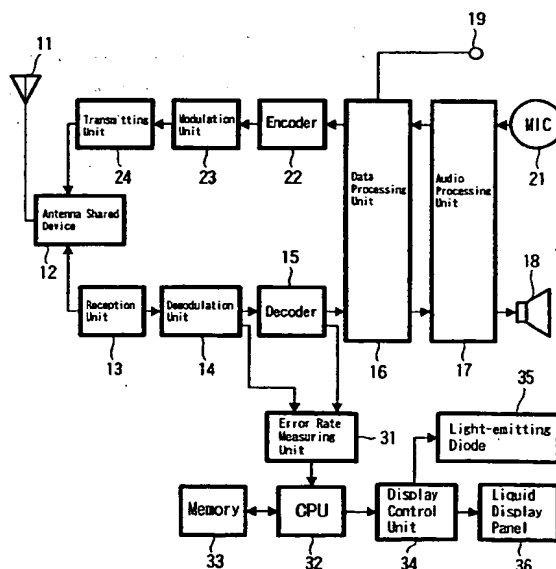 19
11
Transmitting
Unit
Modulation
Unit
Encoder
Data
Processing
Unit
Audio
Processing
Unit
MIC
24
23
22
21
Antenna Shared
Device
12
15
18
Reception
Unit
Demodulation
Unit
Decoder
13
14
16
17
35
Error Rate
Measuring
Unit
31
Light-emitting
Diode
Memory
CPU
Display
Control
Unit
Liquid
Display
Panel
33
32
34
36